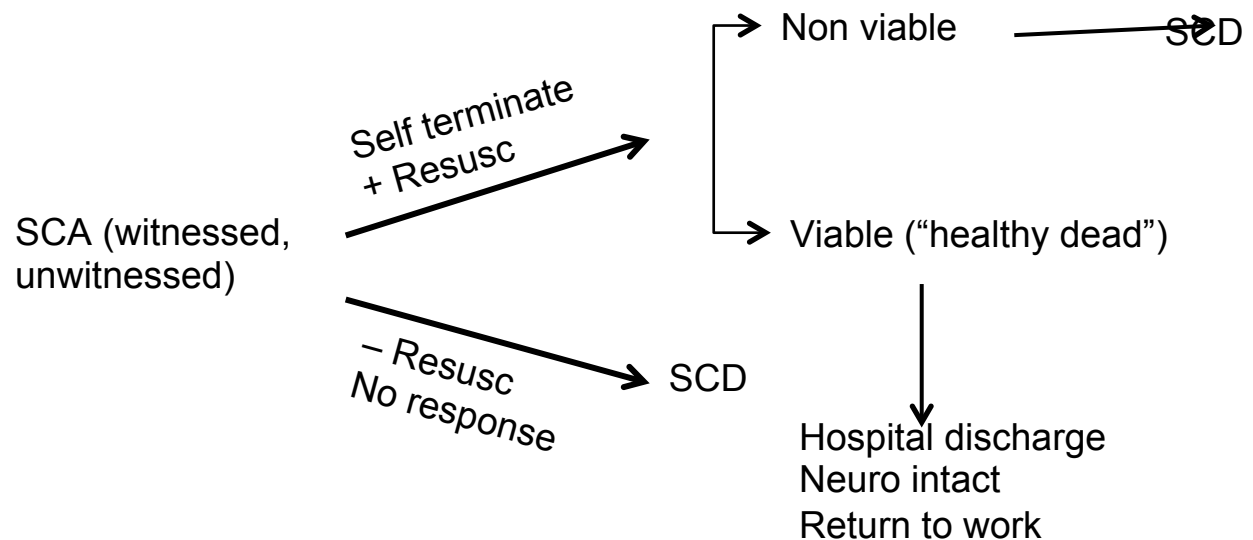 Non viable
SCD
Self terminate
+ Resusc
SCA (witnessed,
unwitnessed)
Viable (“healthy dead”)
– Resusc
No response
SCD
Hospital discharge
Neuro intact
Return to work